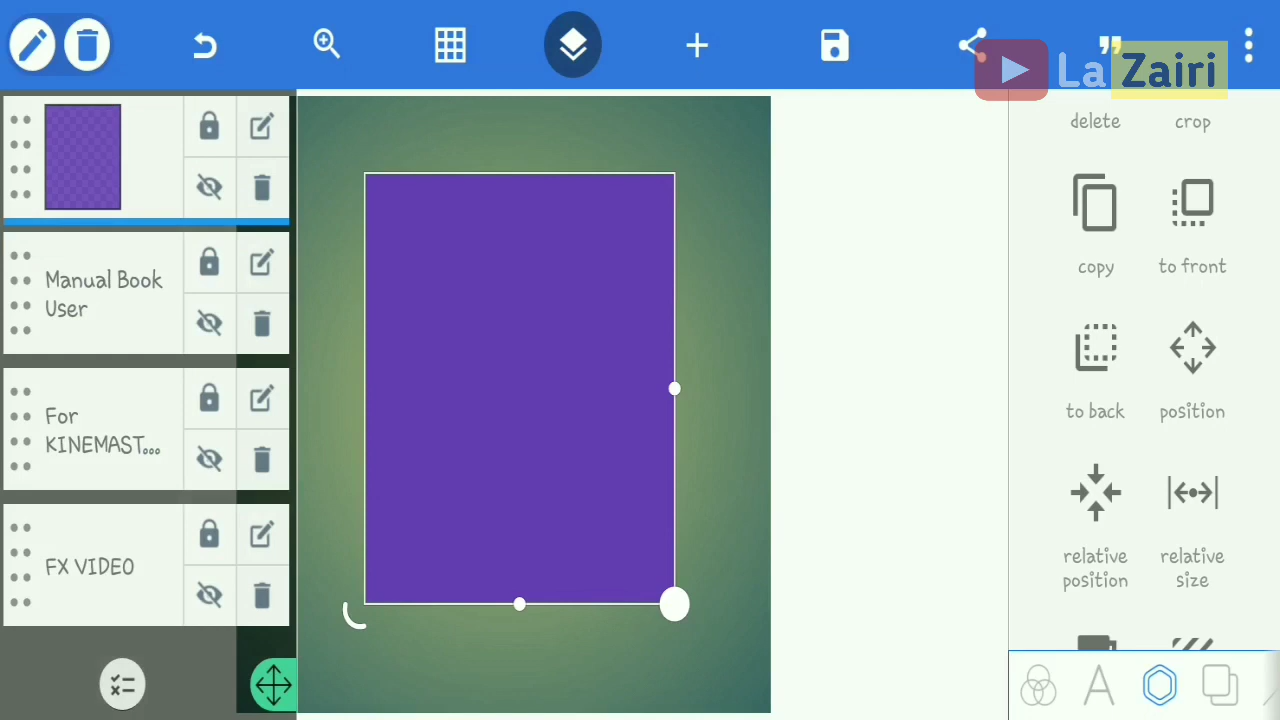 La Zairi
delete
crop
copy
to front
Manual Book
User
to back
position
For
KINEMAST...
relative
position
relative
size
FX VIDEO